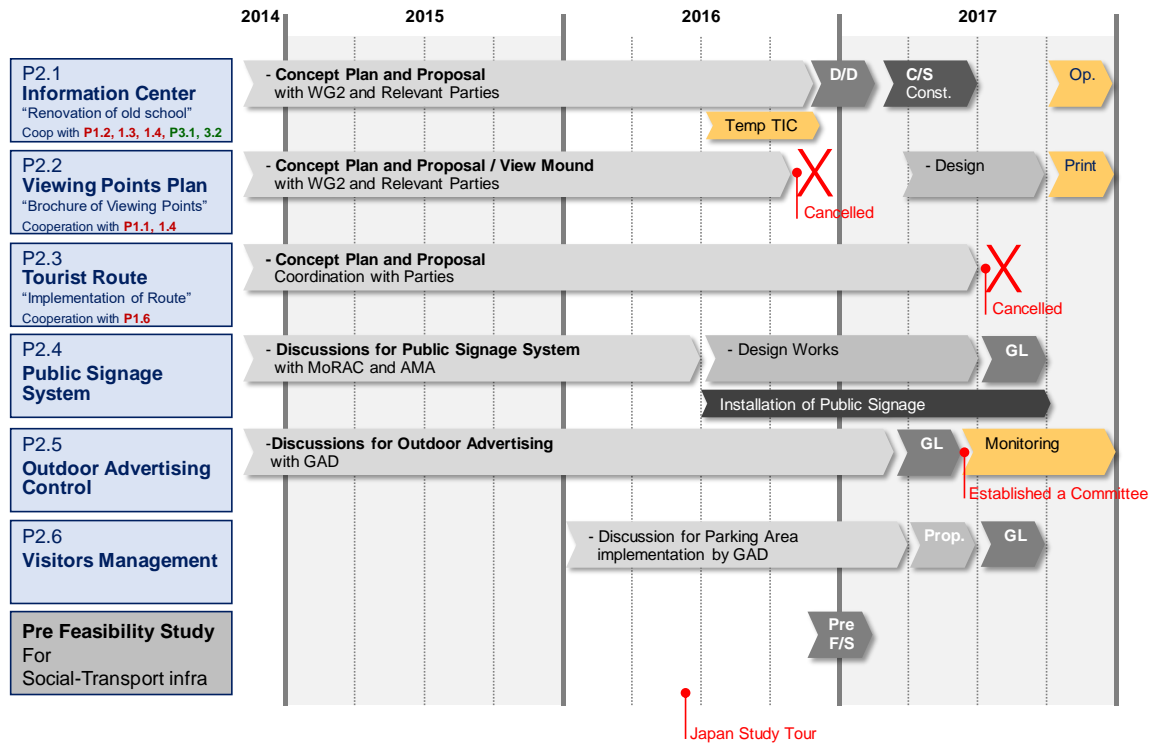 2014
2015
2016
2017
P2.1
Information Center
“Renovation of old school”
Coop with P1.2, 1.3, 1.4, P3.1, 3.2
- Concept Plan and Proposal
with WG2 and Relevant Parties
D/D
C/S
Const.
Op.
Temp TIC
P2.2
Viewing Points Plan
“Brochure of Viewing Points”
Cooperation with P1.1, 1.4
- Concept Plan and Proposal / View Mound
with WG2 and Relevant Parties
X
Cancelled
- Design
Print
P2.3
Tourist Route
“Implementation of Route”
Cooperation with P1.6
- Concept Plan and Proposal
Coordination with Parties
X
Cancelled
P2.4
Public Signage
System
- Discussions for Public Signage System
with MoRAC and AMA
- Design Works
GL
Installation of Public Signage
P2.5
Outdoor Advertising
Control
-Discussions for Outdoor Advertising
with GAD
GL
Monitoring
Established a Committee
P2.6
Visitors Management
- Discussion for Parking Area
implementation by GAD
Prop.
GL
Pre Feasibility Study
For
Social-Transport infra
Pre
F/S
Japan Study Tour